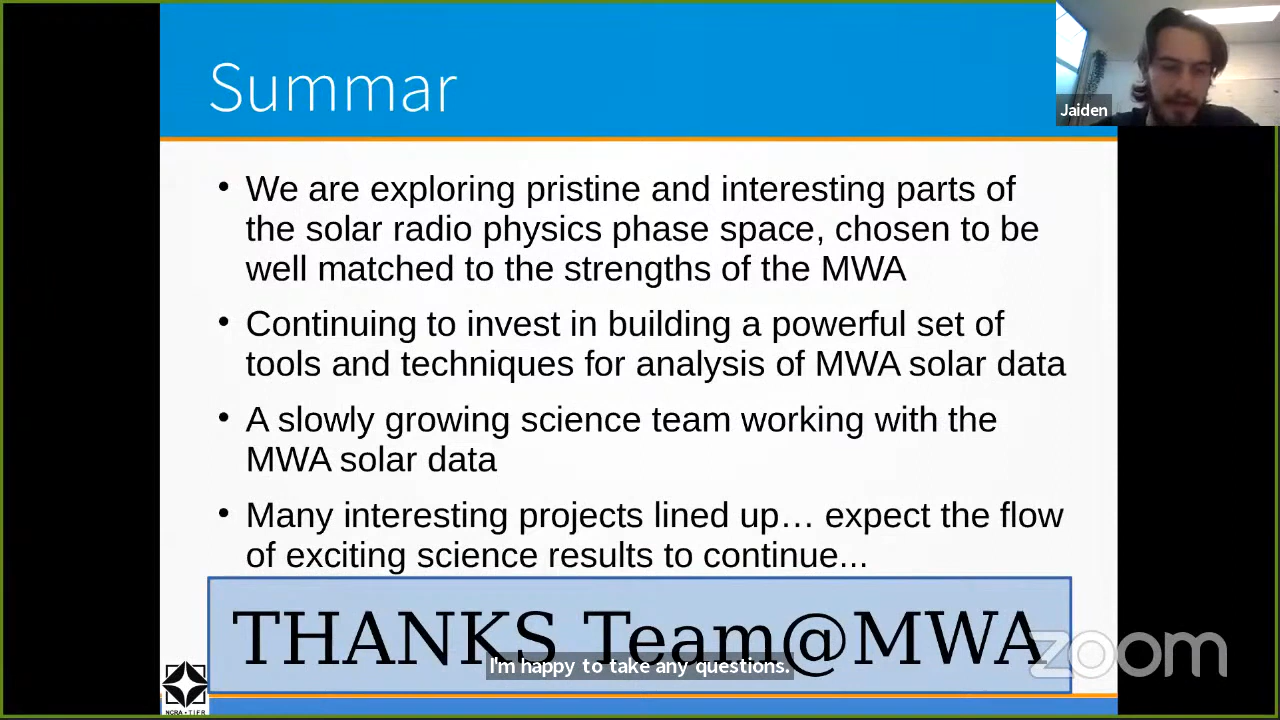 Summar
Jaiden
• We are exploring pristine and interesting parts of
the solar radio physics phase space, chosen to be
well matched to the strengths of the MWA
• Continuing to invest in building a powerful set of
tools and techniques for analysis of MWA solar data
• A slowly growing science team working with the
MWA solar data
• Many interesting projects lined up… expect the flow
of exciting science results to continue...
THANKS Team@MWA
I'm happy to take any questions.
zoom
NCRA • TIFR